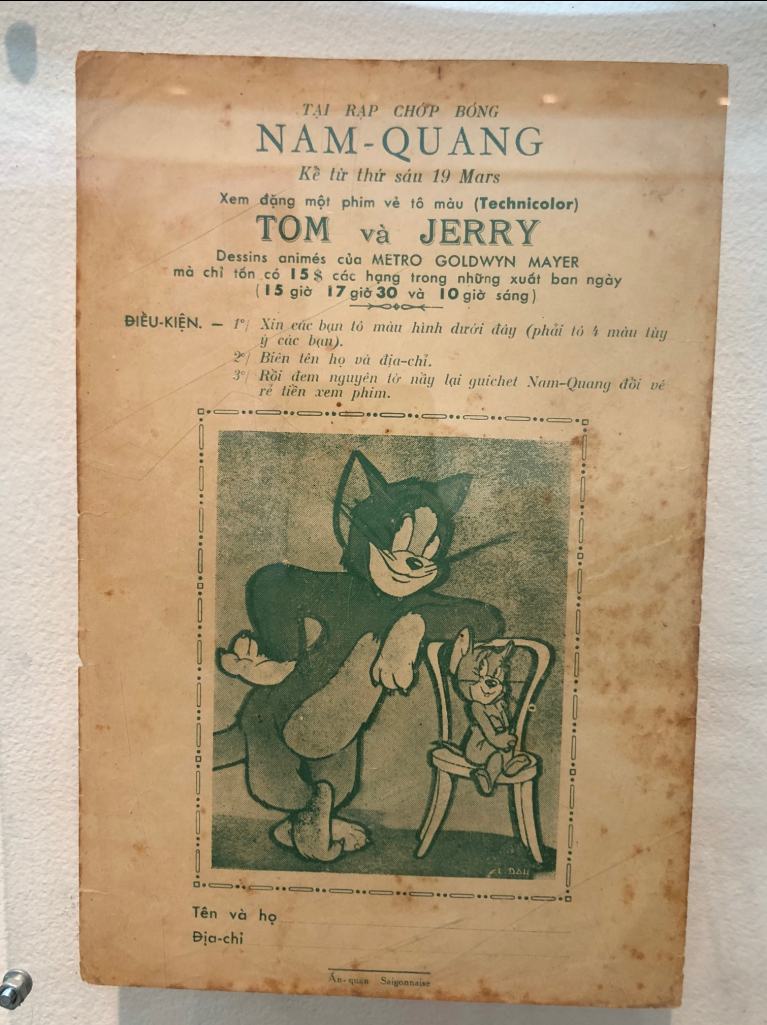 TẠI RẠP CHỚP BÓNG
NAM-QUANG
Kể từ thứ sáu 19 Mars
Xem đặng một phim vẻ tô màu (Technicolor)
TOM và JERRY
Dessins animés của METRO GOLDWYN MAYER
mà chỉ tốn có 15$ các hạng trong những xuất ban ngày
( 15 giờ 17 giờ 30 và 10 giờ sáng )
ĐIỀU-KIỆN. — 1°/ Xin các bạn tô màu hình dưới đây (phải tô 4 màu tùy
ý các bạn).
2°/ Biên tên họ và địa-chỉ.
3°/ Rồi đem nguyên tờ nầy lại guichet Nam-Quang đổi vé
rẻ tiền xem phim.
Tên và họ
Địa-chỉ
Ấn-quán Saigonnaise